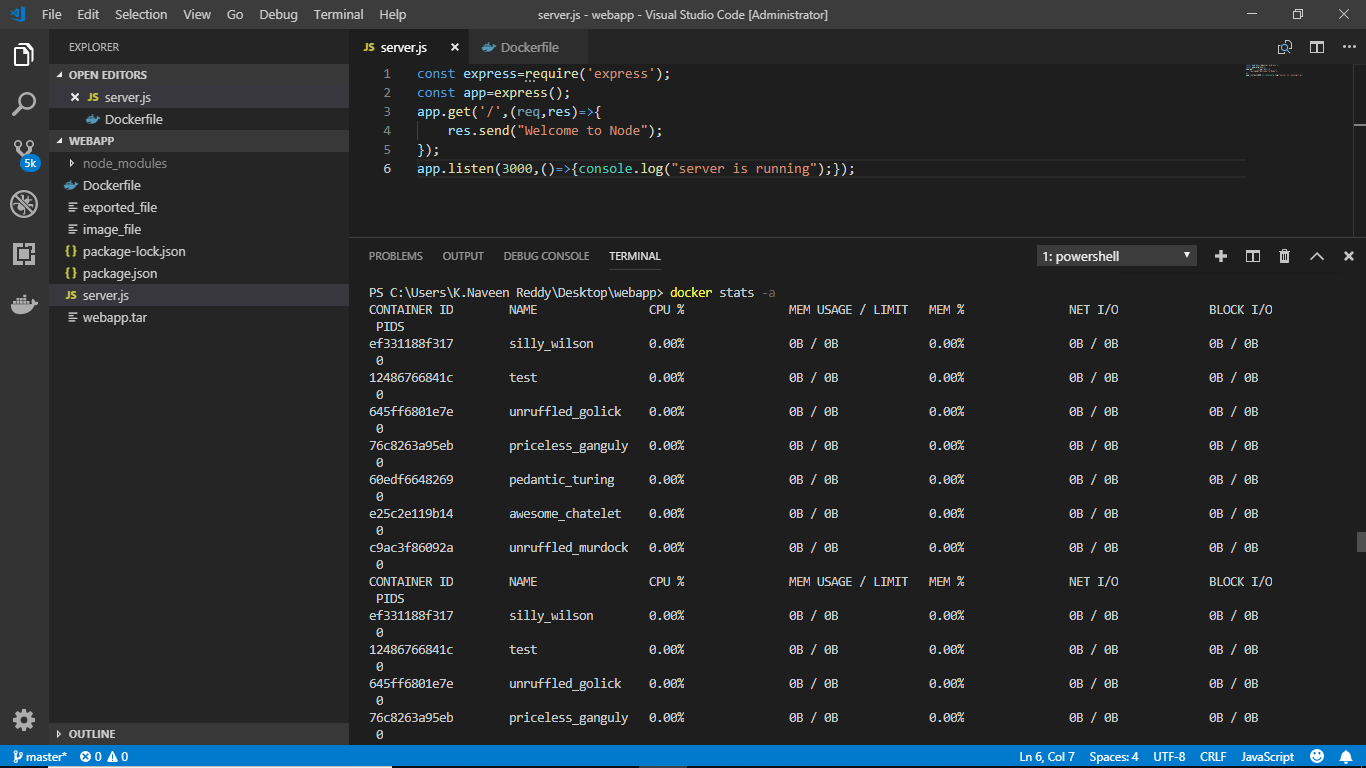 File Edit Selection View Go Debug Terminal Help server.js - webapp - Visual Studio Code [Administrator]
EXPLORER
OPEN EDITORS
JS server.js
Dockerfile
WEBAPP
node_modules
Dockerfile
exported_file
image_file
{} package-lock.json
{} package.json
JS server.js
webapp.tar
OUTLINE
5k
JS server.js Dockerfile
1 const express=require('express');
2 const app=express();
3 app.get('/',(req,res)=>{
4 res.send("Welcome to Node");
5 });
6 app.listen(3000,()=>{console.log("server is running");});
PROBLEMS OUTPUT DEBUG CONSOLE TERMINAL 1: powershell
PS C:\Users\K.Naveen Reddy\Desktop\webapp> docker stats -a
CONTAINER ID NAME CPU % MEM USAGE / LIMIT MEM % NET I/O BLOCK I/O
PIDS
ef331188f317 silly_wilson 0.00% 0B / 0B 0.00% 0B / 0B 0B / 0B
0
12486766841c test 0.00% 0B / 0B 0.00% 0B / 0B 0B / 0B
0
645ff6801e7e unruffled_golick 0.00% 0B / 0B 0.00% 0B / 0B 0B / 0B
0
76c8263a95eb priceless_ganguly 0.00% 0B / 0B 0.00% 0B / 0B 0B / 0B
0
60edf6648269 pedantic_turing 0.00% 0B / 0B 0.00% 0B / 0B 0B / 0B
0
e25c2e119b14 awesome_chatelet 0.00% 0B / 0B 0.00% 0B / 0B 0B / 0B
0
c9ac3f86092a unruffled_murdock 0.00% 0B / 0B 0.00% 0B / 0B 0B / 0B
0
CONTAINER ID NAME CPU % MEM USAGE / LIMIT MEM % NET I/O BLOCK I/O
PIDS
ef331188f317 silly_wilson 0.00% 0B / 0B 0.00% 0B / 0B 0B / 0B
0
12486766841c test 0.00% 0B / 0B 0.00% 0B / 0B 0B / 0B
0
645ff6801e7e unruffled_golick 0.00% 0B / 0B 0.00% 0B / 0B 0B / 0B
0
76c8263a95eb priceless_ganguly 0.00% 0B / 0B 0.00% 0B / 0B 0B / 0B
0
master* 0 0 Ln 6, Col 7 Spaces: 4 UTF-8 CRLF JavaScript